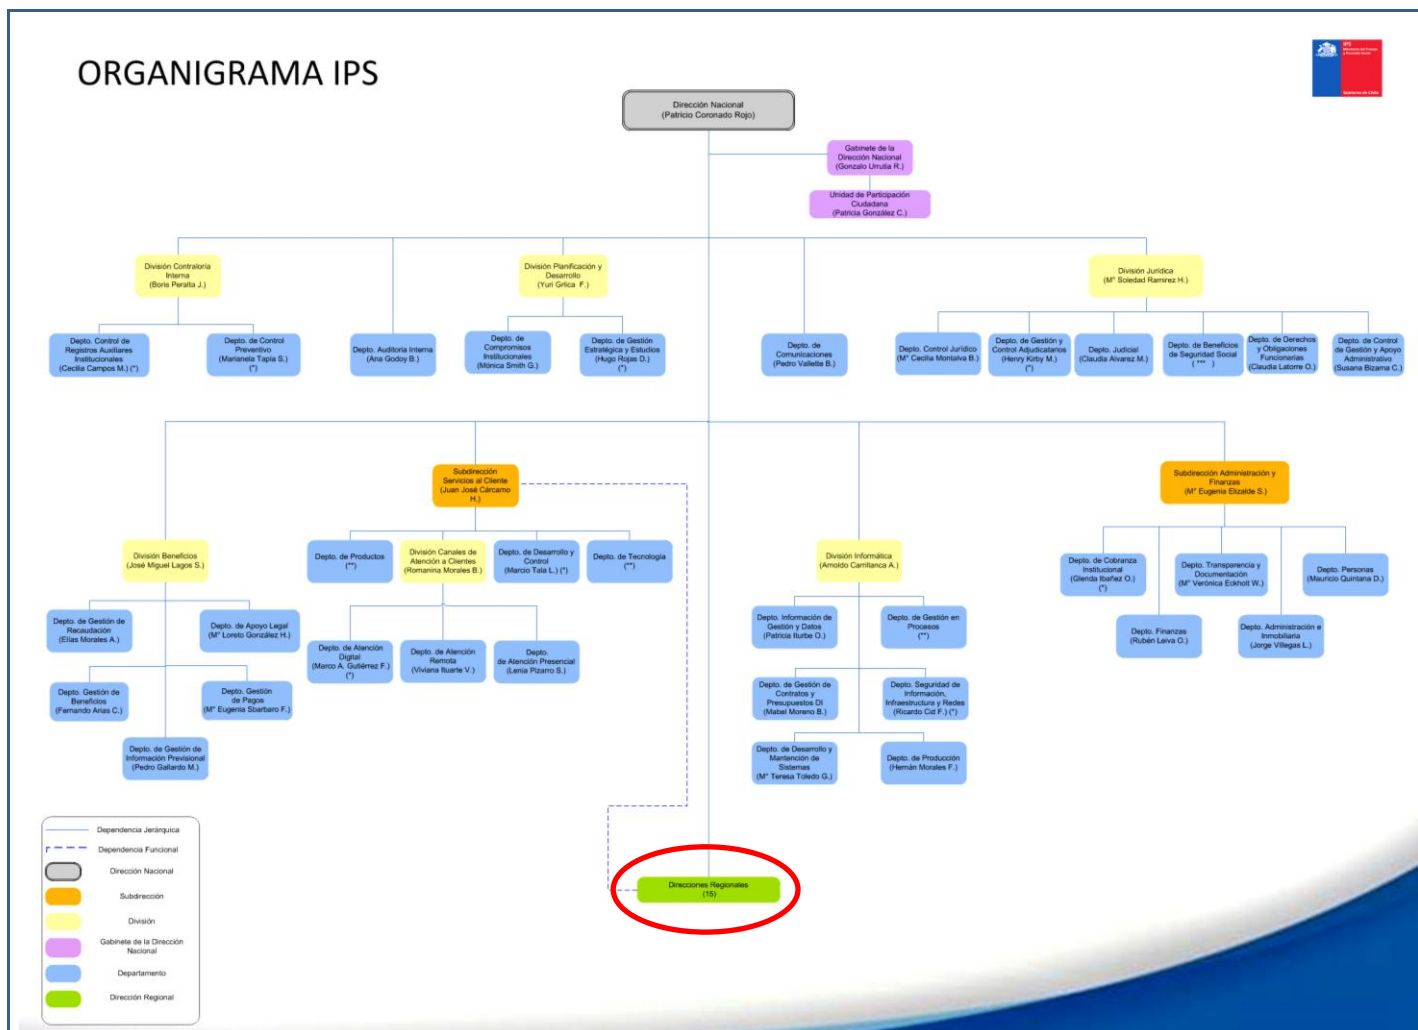 ORGANIGRAMA IPS
IPS
Ministerio del Trabajo
y Previsión Social
Gobierno de Chile
Dirección Nacional
(Patricio Coronado Rojo)
Gabinete de la
Dirección Nacional
(Gonzalo Urrutia R.)
Unidad de Participación
Ciudadana
(Patricia González C.)
División Contraloría
Interna
(Boris Peralta J.)
División Planificación y
Desarrollo
(Yuri Grlica F.)
División Jurídica
(M° Soledad Ramirez H.)
Depto. Control de
Registros Auxiliares
Institucionales
(Cecilia Campos M.) (*)
Depto. de Control
Preventivo
(Marianela Tapia S.)
(*)
Depto. Auditoria Interna
(Ana Godoy B.)
Depto. de
Compromisos
Institucionales
(Mónica Smith G.)
Depto. de Gestión
Estratégica y Estudios
(Hugo Rojas D.)
(*)
Depto. de
Comunicaciones
(Pedro Vallette B.)
Depto. Control Jurídico
(M° Cecilia Montalva B.)
Depto. de Gestión y
Control Adjudicatarios
(Henry Kirby M.)
(*)
Depto. Judicial
(Claudia Alvarez M.)
Depto. de Beneficios
de Seguridad Social
( *** )
Depto. de Derechos
y Obligaciones
Funcionarias
(Claudia Latorre O.)
Depto. de Control
de Gestión y Apoyo
Administrativo
(Susana Bizama C.)
Subdirección
Servicios al Cliente
(Juan José Cárcamo
H.)
Subdirección Administración y
Finanzas
(M° Eugenia Elizalde S.)
División Beneficios
(José Miguel Lagos S.)
Depto. de Productos
(**)
División Canales de
Atención a Clientes
(Romanina Morales B.)
Depto. de Desarrollo y
Control
(Marcio Tala L.) (*)
Depto. de Tecnología
(**)
División Informática
(Arnoldo Carrillanca A.)
Depto. de Cobranza
Institucional
(Glenda Ibañez O.)
(*)
Depto. Transparencia y
Documentación
(M° Verónica Eckholt W.)
Depto. Personas
(Mauricio Quintana D.)
Depto. de Gestión de
Recaudación
(Elías Morales A.)
Depto. de Apoyo Legal
(M° Loreto González H.)
Depto. Información de
Gestión y Datos
(Patricia Iturbe O.)
Depto. de Gestión en
Procesos
(**)
Depto. Finanzas
(Rubén Leiva O.)
Depto. Administración e
Inmobiliaria
(Jorge Villegas L.)
Depto. de Atención
Digital
(Marco A. Gutiérrez F.)
(*)
Depto. de Atención
Remota
(Viviana Ituarte V.)
Depto.
de Atención Presencial
(Lenia Pizarro S.)
Depto. Gestión de
Beneficios
(Fernando Arias C.)
Depto. Gestión
de Pagos
(M° Eugenia Sbarbaro F.)
Depto. de Gestión de
Contratos y
Presupuestos DI
(Mabel Moreno B.)
Depto. Seguridad de
Información,
Infraestructura y Redes
(Ricardo Cid F.) (*)
Depto. de Gestión de
Información Previsional
(Pedro Gallardo M.)
Depto. de Desarrollo y
Mantención de
Sistemas
(M° Teresa Toledo G.)
Depto. de Producción
(Hernán Morales F.)
Direcciones Regionales
(15)
Dependencia Jerárquica
Dependencia Funcional
Dirección Nacional
Subdirección
División
Gabinete de la Dirección
Nacional
Departamento
Dirección Regional